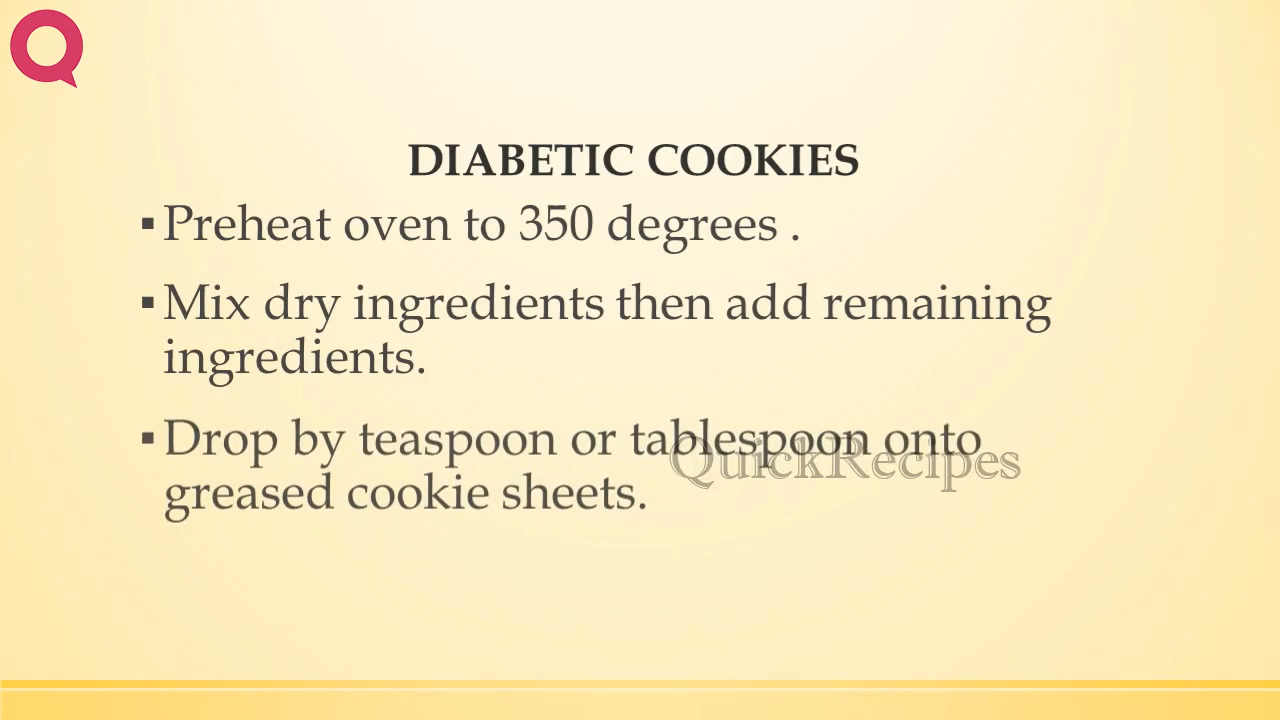 DIABETIC COOKIES
▪Preheat oven to 350 degrees .
▪Mix dry ingredients then add remaining
ingredients.
▪Drop by teaspoon or tablespoon onto
greased cookie sheets.
QuickRecipes